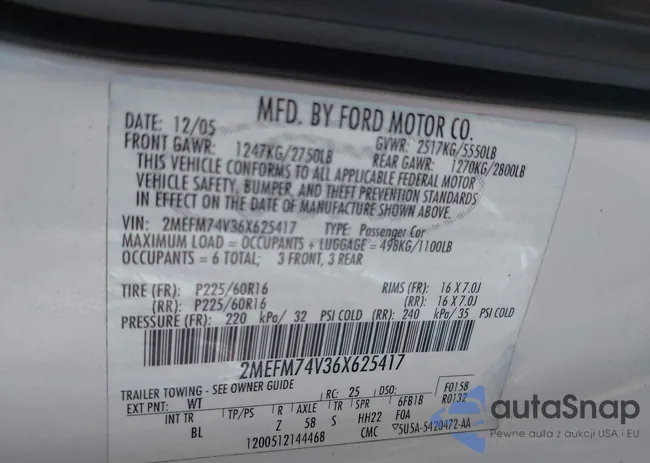 MFD. BY FORD MOTOR CO.
DATE: 12/05 GVWR: 2517KG/5550LB
FRONT GAWR: 1247KG/2750LB REAR GAWR: 1270KG/2800LB
THIS VEHICLE CONFORMS TO ALL APPLICABLE FEDERAL MOTOR
VEHICLE SAFETY, BUMPER, AND THEFT PREVENTION STANDARDS
IN EFFECT ON THE DATE OF MANUFACTURE SHOWN ABOVE.
VIN: 2MEFM74V36X625417 TYPE: Passenger Car
MAXIMUM LOAD = OCCUPANTS + LUGGAGE = 498KG/1100LB
OCCUPANTS = 6 TOTAL; 3 FRONT, 3 REAR
TIRE (FR): P225/60R16 RIMS (FR): 16 X 7.0J
(RR): P225/60R16 (RR): 16 X 7.0J
PRESSURE (FR): 220 kPa/ 32 PSI COLD (RR): 240 kPa/ 35 PSI COLD
2MEFM74V36X625417
TRAILER TOWING - SEE OWNER GUIDE
EXT PNT: WT RC: 25 DSO: F0158
INT TR TP/PS R AXLE TR SPR 6FB1B R0132
BL Z 58 S HH22 F0A
1200512144468 CMC 5U5A-5420472-AA
autoSnap
Pewne auta z aukcji USA i EU